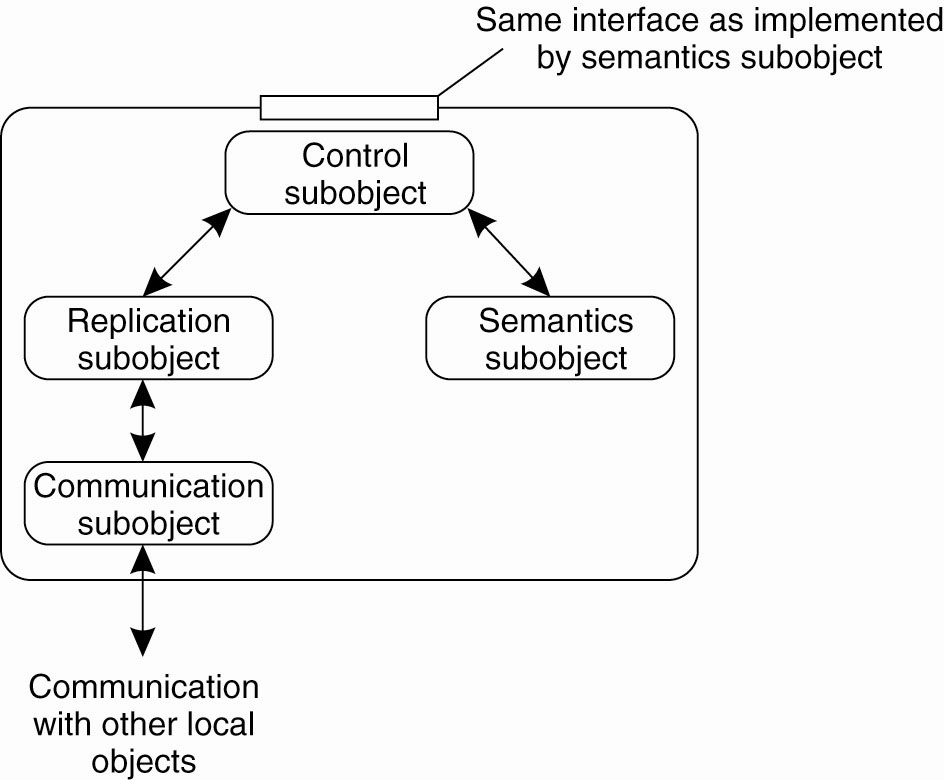 Same interface as implemented
by semantics subobject
Control
subobject
Replication
subobject
Semantics
subobject
Communication
subobject
Communication
with other local
objects